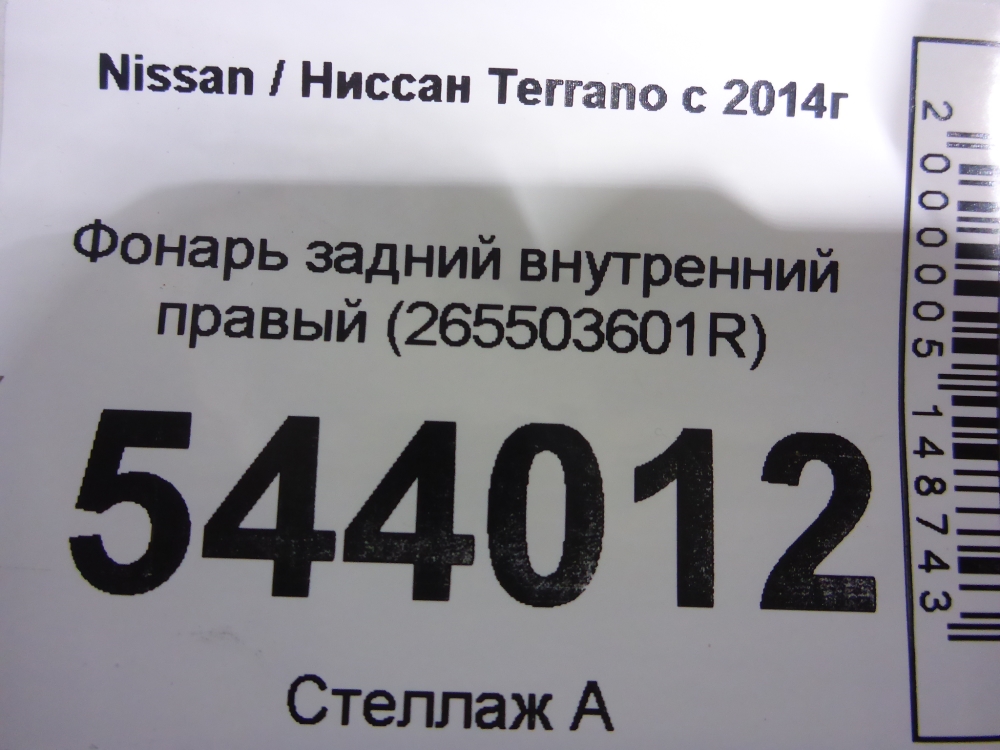 Nissan / Ниссан Terrano с 2014г
Фонарь задний внутренний
правый (265503601R)
544012
Стеллаж А
2000005148743